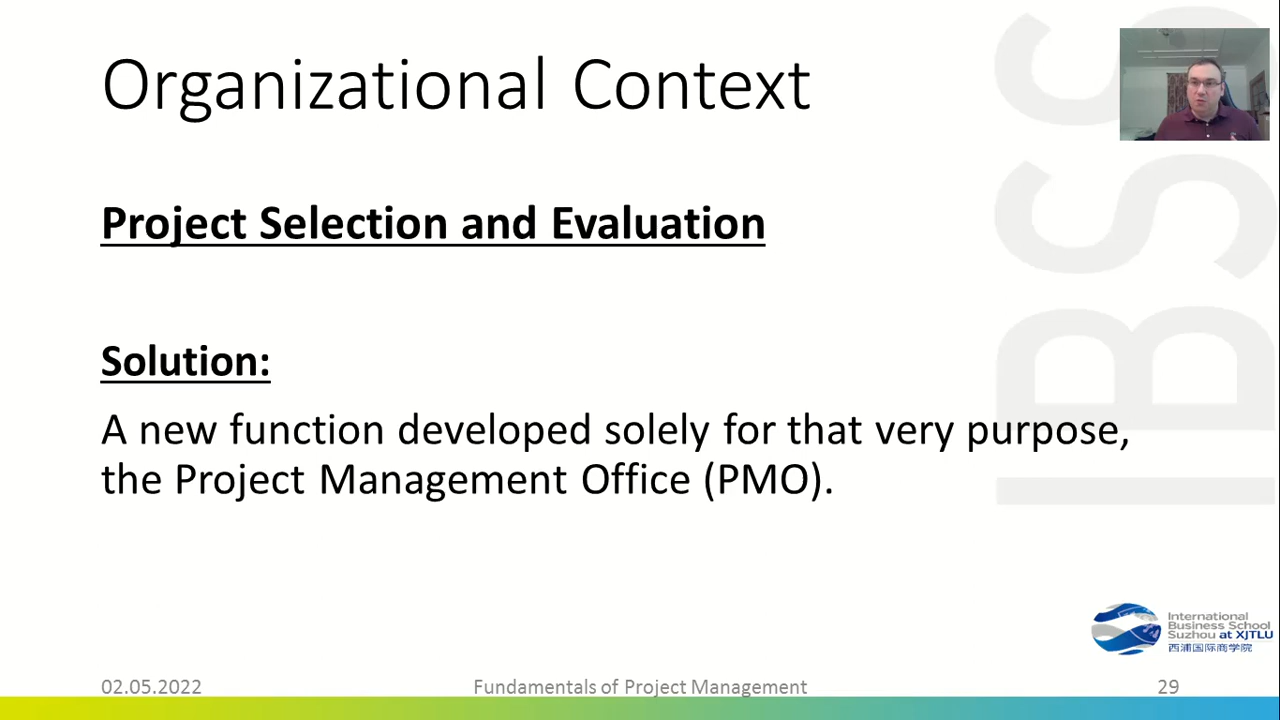 Organizational Context
Project Selection and Evaluation
Solution:
A new function developed solely for that very purpose,
the Project Management Office (PMO).
IBSS
International
Business School
Suzhou at XJTLU
西浦国际商学院
02.05.2022
Fundamentals of Project Management
29